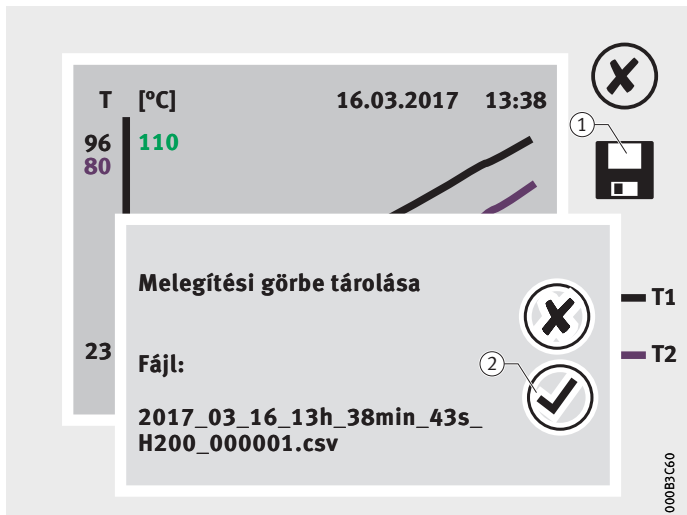 T [°C] 16.03.2017 13:38
1
96 110
80
Melegítési görbe tárolása
T1
23
T2
Fájl:
2
2017_03_16_13h_38min_43s_
H200_000001.csv
000B3C60